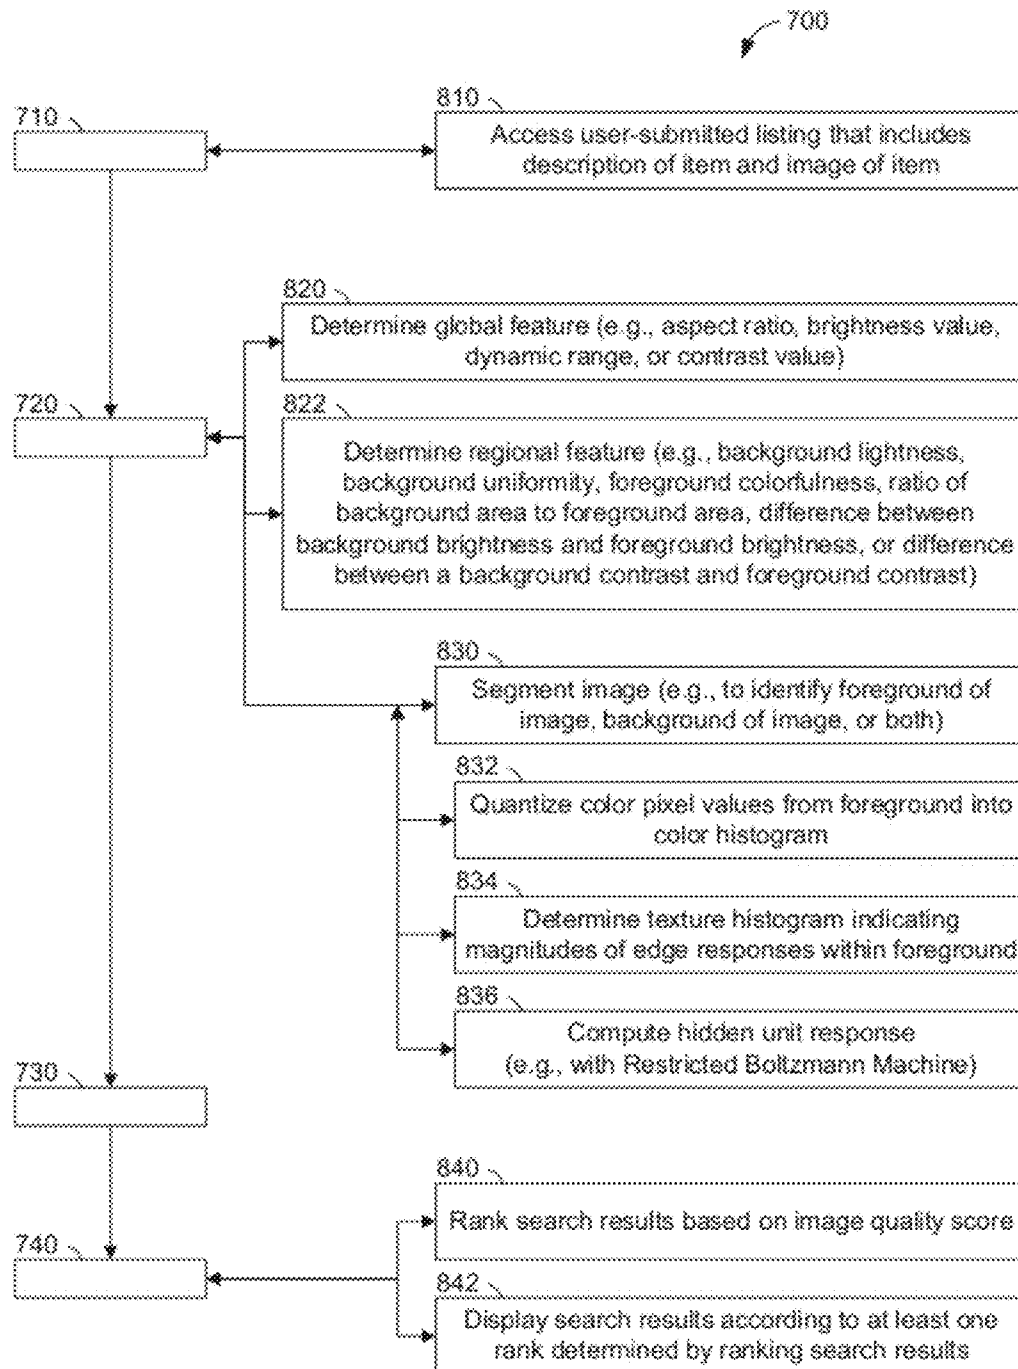 700
710
810
Access user-submitted listing that includes
description of item and image of item
820
Determine global feature (e.g., aspect ratio, brightness value,
dynamic range, or contrast value)
720
822
Determine regional feature (e.g., background lightness,
background uniformity, foreground colorfulness, ratio of
background area to foreground area, difference between
background brightness and foreground brightness, or difference
between a background contrast and foreground contrast)
830
Segment image (e.g., to identify foreground of
image, background of image, or both)
832
Quantize color pixel values from foreground into
color histogram
834
Determine texture histogram indicating
magnitudes of edge responses within foreground
836
Compute hidden unit response
(e.g., with Restricted Boltzmann Machine)
730
840
Rank search results based on image quality score
740
842
Display search results according to at least one
rank determined by ranking search results